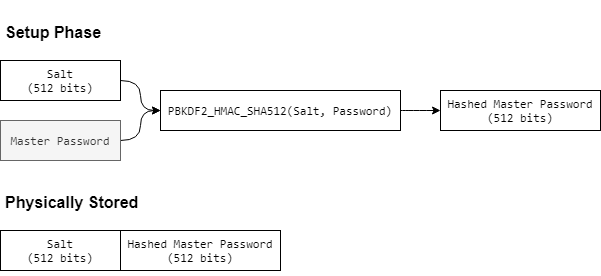 Setup Phase
Salt
(512 bits)
Master Password
PBKDF2_HMAC_SHA512(Salt, Password)
Hashed Master Password
(512 bits)
Physically Stored
Salt
(512 bits)
Hashed Master Password
(512 bits)